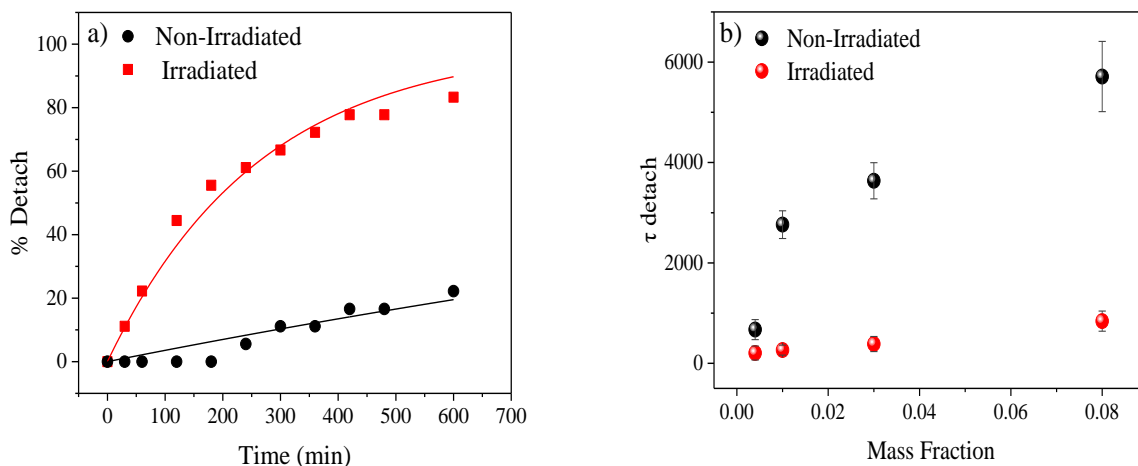 a)
Non-Irradiated
Irradiated
100
80
60
40
20
0
% Detach
0 100 200 300 400 500 600 700
Time (min)
b)
Non-Irradiated
Irradiated
6000
4000
2000
0
τ detach
0.00 0.02 0.04 0.06 0.08
Mass Fraction